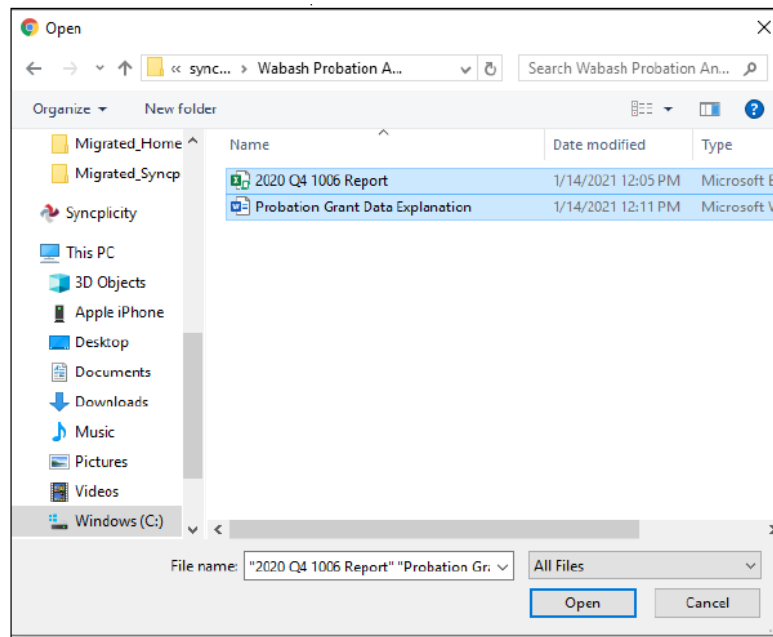 Open
« sync... › Wabash Probation A...
Search Wabash Probation An...
Organize
New folder
Migrated_Home
Migrated_Syncp
Syncplicity
This PC
3D Objects
Apple iPhone
Desktop
Documents
Downloads
Music
Pictures
Videos
Windows (C:)
Name Date modified Type
2020 Q4 1006 Report 1/14/2021 12:05 PM Microsoft E
Probation Grant Data Explanation 1/14/2021 12:11 PM Microsoft W
File name: "2020 Q4 1006 Report" "Probation Gra
All Files
Open Cancel